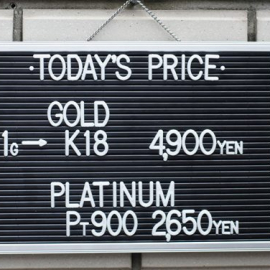 ·TODAY'S PRICE·
GOLD
1G→ K18 4,900YEN
PLATINUM
PT900 2,650YEN